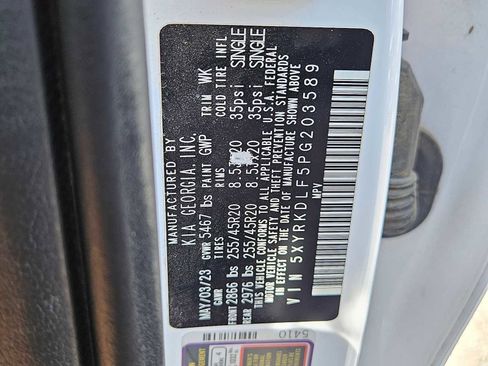 MANUFACTURED BY
KIA GEORGIA, INC.
MAY/03/23 GVWR 5467 lbs PAINT GWP TRIM WK
GAWR TIRES RIMS COLD TIRE INFL
FRONT 2866 lbs 255/45R20 8.5JX20 35psi SINGLE
REAR 2976 lbs 255/45R20 8.5JX20 35psi SINGLE
THIS VEHICLE CONFORMS TO ALL APPLICABLE U.S.A. FEDERAL
MOTOR VEHICLE SAFETY AND THEFT PREVENTION STANDARDS
IN EFFECT ON THE DATE OF MANUFACTURE SHOWN ABOVE
VIN 5XYRKDLF5PG203589
MPV
5410